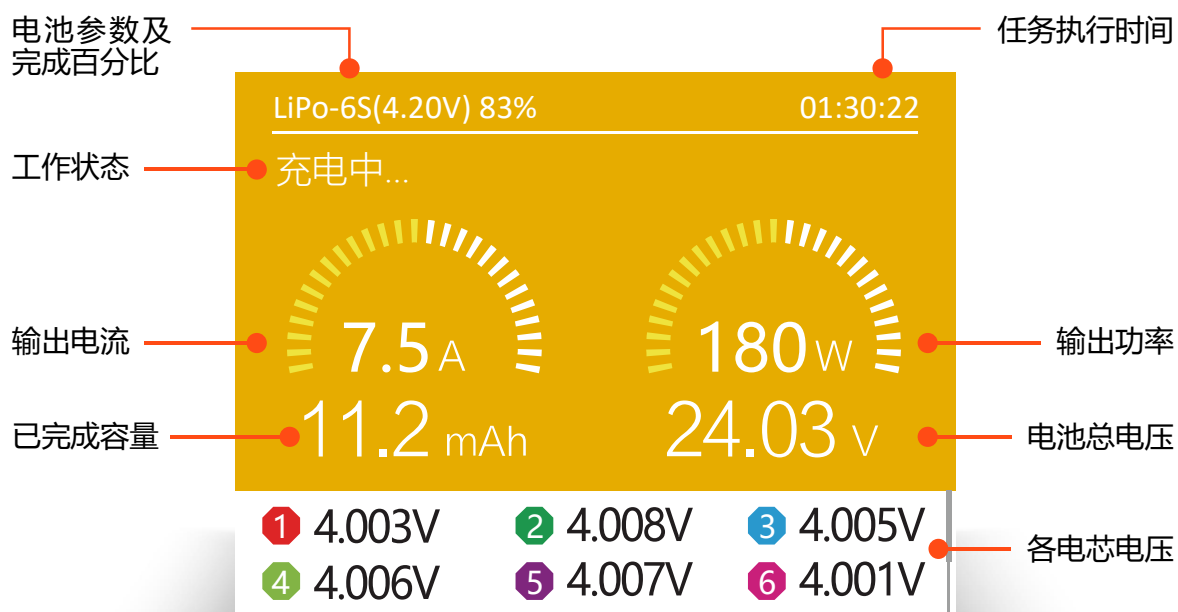 电池参数及
完成百分比
任务执行时间
LiPo-6S(4.20V) 83%
01:30:22
工作状态
充电中...
输出电流
7.5 A
180 W
输出功率
已完成容量
11.2 mAh
24.03 V
电池总电压
1 4.003V
2 4.008V
3 4.005V
各电芯电压
4 4.006V
5 4.007V
6 4.001V